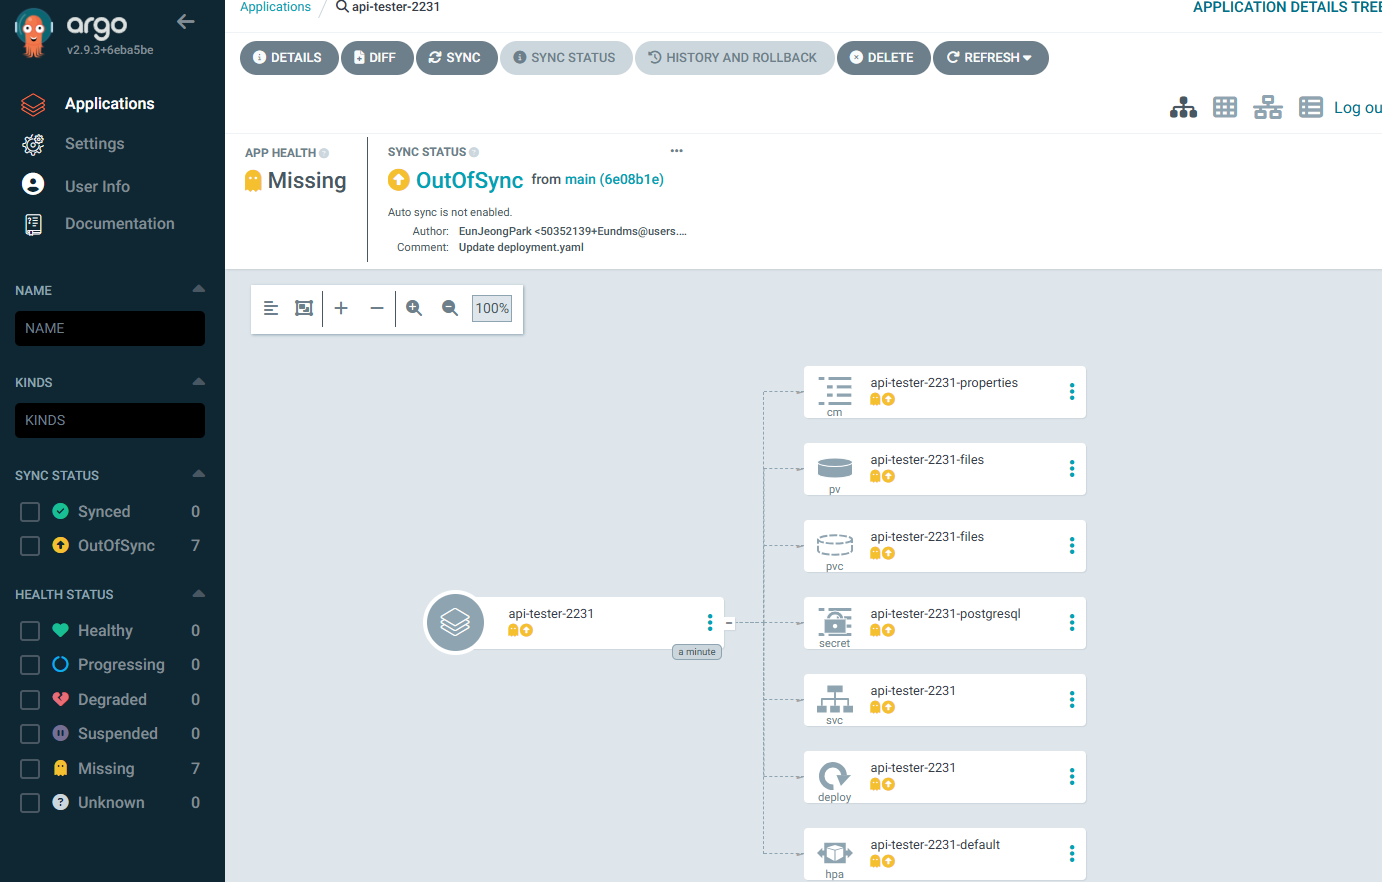 Applications / api-tester-2231
APPLICATION DETAILS TREE
argo
v2.9.3+6eba5be
DETAILS
DIFF
SYNC
SYNC STATUS
HISTORY AND ROLLBACK
DELETE
REFRESH
Applications
Settings
User Info
Documentation
Log ou
APP HEALTH
Missing
SYNC STATUS
OutOfSync from main (6e08b1e)
Auto sync is not enabled.
Author: EunJeongPark <50352139+Eundms@users....
Comment: Update deployment.yaml
NAME
NAME
KINDS
KINDS
SYNC STATUS
Synced 0
OutOfSync 7
HEALTH STATUS
Healthy 0
Progressing 0
Degraded 0
Suspended 0
Missing 7
Unknown 0
100%
api-tester-2231
a minute
api-tester-2231-properties
cm
api-tester-2231-files
pv
api-tester-2231-files
pvc
api-tester-2231-postgresql
secret
api-tester-2231
svc
api-tester-2231
deploy
api-tester-2231-default
hpa